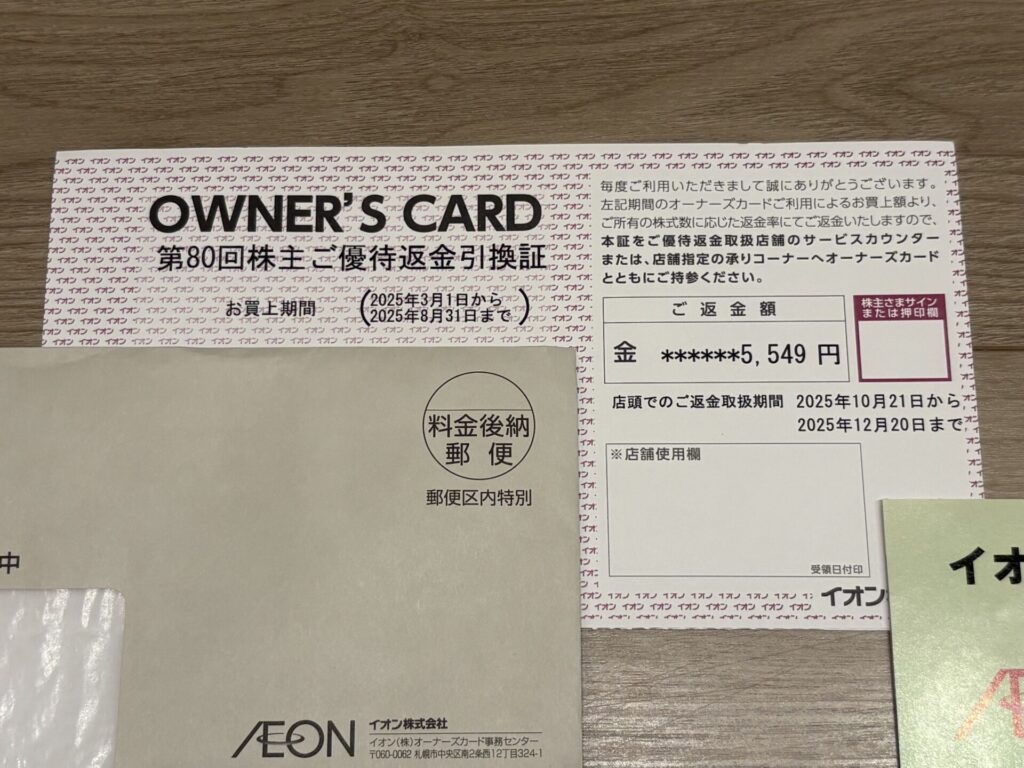 OWNER'S CARD
第80回株主ご優待返金引換証
お買上期間
(2025年3月1日から
2025年8月31日まで)
毎度ご利用いただきまして誠にありがとうございます。
左記期間のオーナーズカードご利用によるお買上額より、
ご所有の株式数に応じた返金率にてご返金いたしますので、
本証をご優待返金取扱店舗のサービスカウンター
または、店舗指定の承りコーナーへオーナーズカード
とともにご持参ください。
ご返金額
金 ******5,549 円
株主さまサイン
または押印欄
店頭でのご返金取扱期間 2025年10月21日から
2025年12月20日まで
※店舗使用欄
受領日付印
イオン
料金後納
郵便
郵便区内特別
中
ÆON
イオン株式会社
イオン(株)オーナーズカード事務センター
〒060-0062 札幌市中央区南2条西12丁目324-1
イオ
Æ